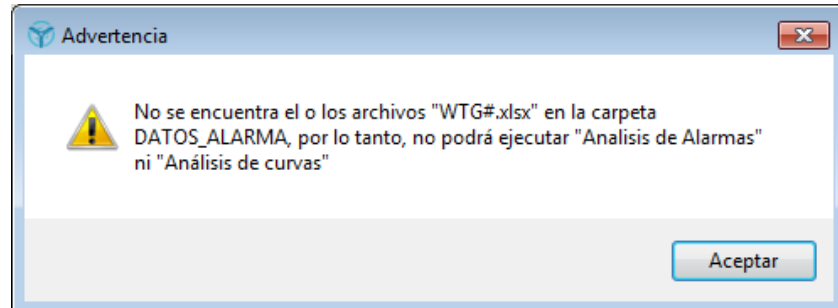 Advertencia
No se encuentra el o los archivos "WTG#.xlsx" en la carpeta
DATOS_ALARMA, por lo tanto, no podrá ejecutar "Analisis de Alarmas"
ni "Análisis de curvas"
Aceptar